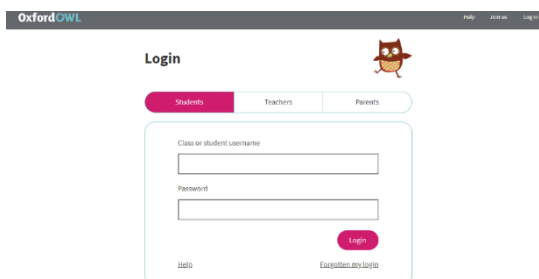 OxfordOWL Help Join us Log in
Login
Students Teachers Parents
Class or student username
Password
Login
Help Forgotten my login